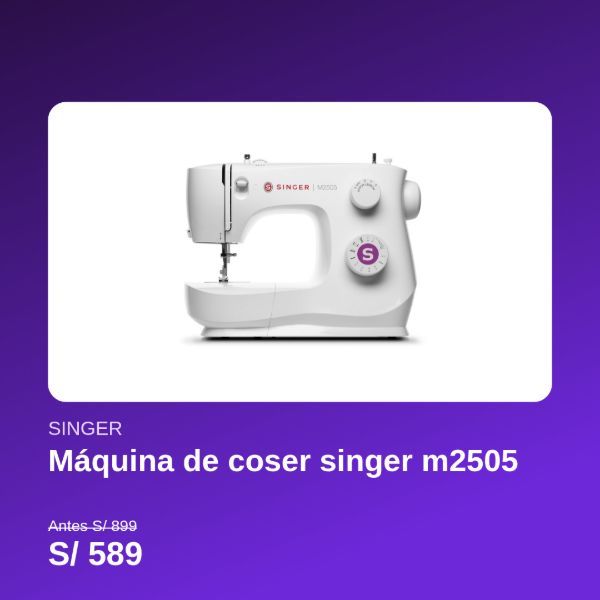 SINGER | M2505
S
SINGER
Máquina de coser singer m2505
Antes S/ 899
S/ 589